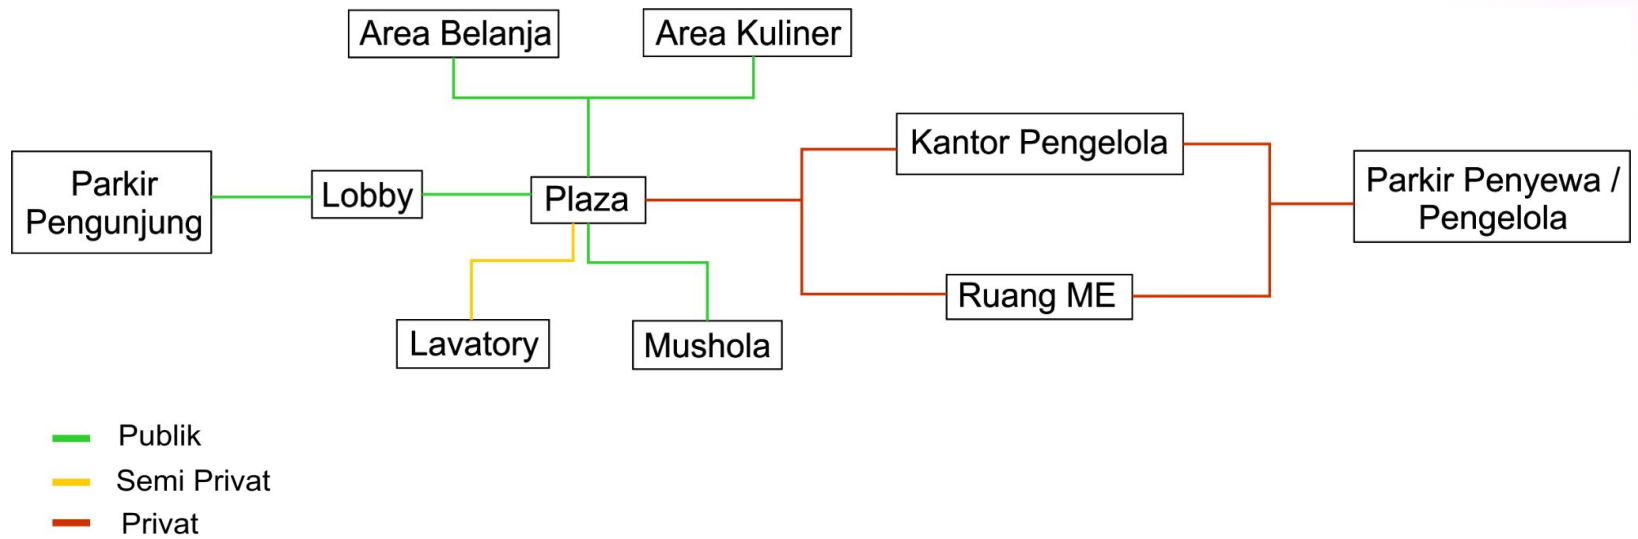 Area Belanja
Area Kuliner
Parkir
Pengunjung
Lobby
Plaza
Kantor Pengelola
Parkir Penyewa /
Pengelola
Ruang ME
Lavatory
Mushola
Publik
Semi Privat
Privat